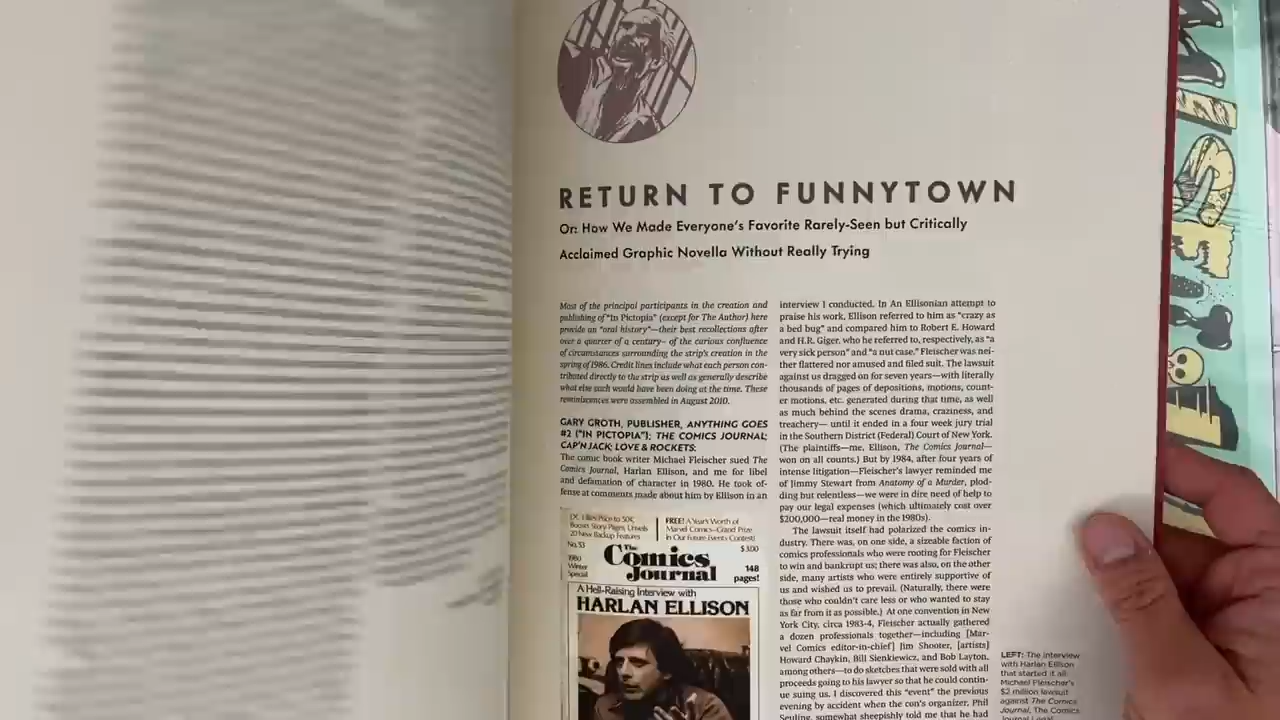 RETURN TO FUNNYTOWN
Or: How We Made Everyone's Favorite Rarely-Seen but Critically
Acclaimed Graphic Novella Without Really Trying
Most of the principal participants in the creation and
publishing of "In Pictopia" (except for The Author) here
provide an "oral history"—their best recollections after
over a quarter of a century– of the curious confluence
of circumstances surrounding the strip's creation in the
spring of 1986. Credit lines include what each person con-
tributed directly to the strip as well as generally describe
what else each would have been doing at the time. These
reminiscences were assembled in August 2010.
GARY GROTH, PUBLISHER, ANYTHING GOES
#2 ("IN PICTOPIA"); THE COMICS JOURNAL;
CAP'N JACK; LOVE & ROCKETS:
The comic book writer Michael Fleischer sued The
Comics Journal, Harlan Ellison, and me for libel
and defamation of character in 1980. He took of-
fense at comments made about him by Ellison in an
DC Hikes Price to 50¢,
Boosts Story Pages, Unveils
20 New Backup Features
FREE! A Year's Worth of
Marvel Comics—Grand Prize
in Our Future Events Contest!
No. 53
$3.00
1980
Winter
Special
The
Comics
Journal
148
pages!
A Hell-Raising Interview with
HARLAN ELLISON
interview I conducted. In An Ellisonian attempt to
praise his work, Ellison referred to him as "crazy as
a bed bug" and compared him to Robert E. Howard
and H.R. Giger, who he referred to, respectively, as "a
very sick person" and "a nut case." Fleischer was nei-
ther flattered nor amused and filed suit. The lawsuit
against us dragged on for seven years—with literally
thousands of pages of depositions, motions, count-
er motions, etc. generated during that time, as well
as much behind the scenes drama, craziness, and
treachery— until it ended in a four week jury trial
in the Southern District (Federal) Court of New York.
(The plaintiffs—me, Ellison, The Comics Journal—
won on all counts.) But by 1984, after four years of
intense litigation—Fleischer's lawyer reminded me
of Jimmy Stewart from Anatomy of a Murder, plod-
ding but relentless—we were in dire need of help to
pay our legal expenses (which ultimately cost over
$200,000—real money in the 1980s).
The lawsuit itself had polarized the comics in-
dustry. There was, on one side, a sizeable faction of
comics professionals who were rooting for Fleischer
to win and bankrupt us; there was also, on the other
side, many artists who were entirely supportive of
us and wished us to prevail. (Naturally, there were
those who couldn't care less or who wanted to stay
as far from it as possible.) At one convention in New
York City, circa 1983-4, Fleischer actually gathered
a dozen professionals together—including [Mar-
vel Comics editor-in-chief] Jim Shooter, [artists]
Howard Chaykin, Bill Sienkiewicz, and Bob Layton,
among others—to do sketches that were sold with all
proceeds going to his lawyer so that he could contin-
ue suing us. I discovered this "event" the previous
evening by accident when the con's organizer, Phil
Seuling, somewhat sheepishly told me that he had
LEFT: The interview
with Harlan Ellison
that started it all:
Michael Fleischer's
$2 million lawsuit
against The Comics
Journal, The Comics
Journal Legal